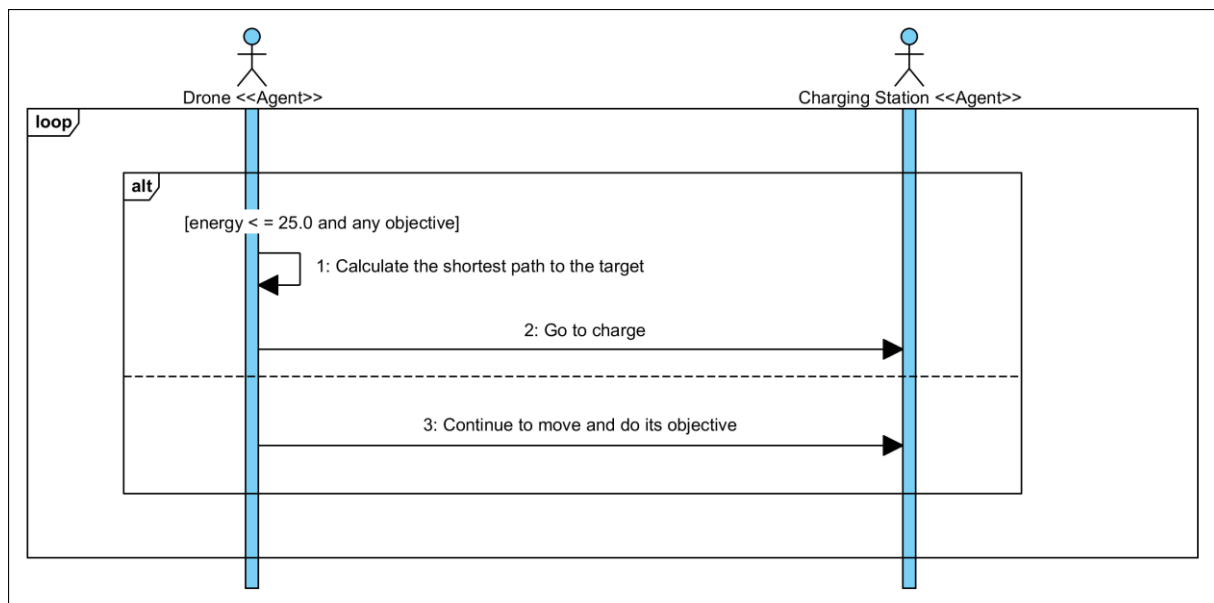 Drone <<Agent>>
Charging Station <<Agent>>
loop
alt
[energy < = 25.0 and any objective]
1: Calculate the shortest path to the target
2: Go to charge
3: Continue to move and do its objective